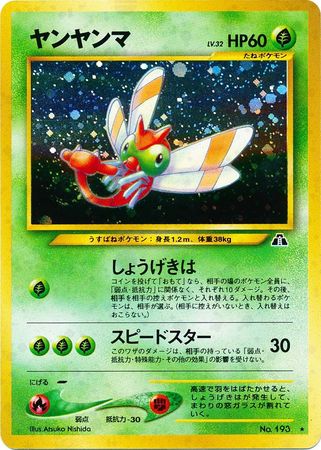 ヤンヤンマ LV.32 HP60
たねポケモン
うすばねポケモン:身長1.2m、体重38kg
しょうげきは
コインを投げて「おもて」なら、相手の場のポケモン全員に、
「弱点・抵抗力」に関係なく、それぞれ10ダメージ。その後、
相手を相手の控えポケモンと入れ替える。入れ替わるポケモ
ンは、相手が選ぶ。(相手に控えがいないとき、入れ替えは
おこらない。)
スピードスター 30
このワザのダメージは、相手の持っている「弱点・
抵抗力・特殊能力・その他の効果」の影響を受けない。
にげる
弱点 抵抗力 -30
高速で羽をはばたかせると、
しょうげきはが発生して、
まわりの窓ガラスが割れて
いく。
Illus.Atsuko Nishida
No. 193 ★